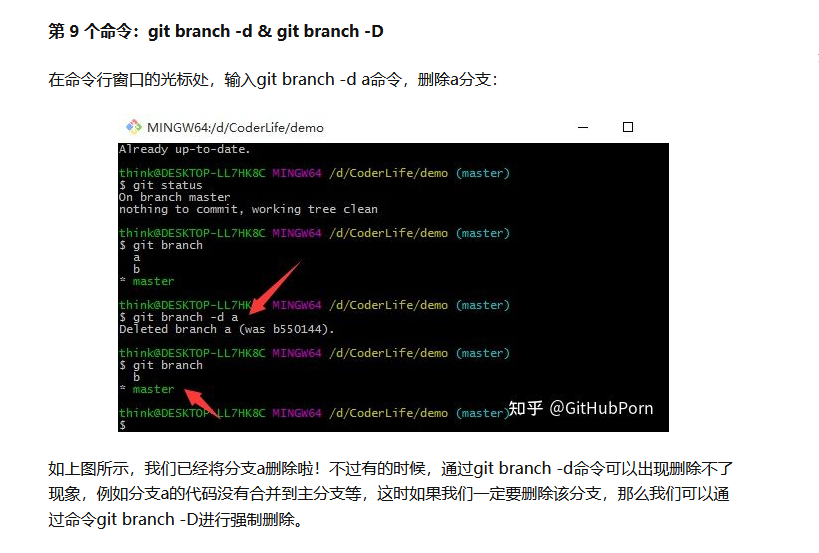 第 9 个命令：git branch -d & git branch -D
在命令行窗口的光标处，输入git branch -d a命令，删除a分支：
MINGW64:/d/CoderLife/demo
Already up-to-date.
think@DESKTOP-LL7HK8C MINGW64 /d/CoderLife/demo (master)
$ git status
On branch master
nothing to commit, working tree clean
think@DESKTOP-LL7HK8C MINGW64 /d/CoderLife/demo (master)
$ git branch
a
b
* master
think@DESKTOP-LL7HK8C MINGW64 /d/CoderLife/demo (master)
$ git branch -d a
Deleted branch a (was b550144).
think@DESKTOP-LL7HK8C MINGW64 /d/CoderLife/demo (master)
$ git branch
b
* master
think@DESKTOP-LL7HK8C MINGW64 /d/CoderLife/demo (master)
$
知乎 @GitHubPorn
如上图所示，我们已经将分支a删除啦！不过有的时候，通过git branch -d命令可以出现删除不了
现象，例如分支a的代码没有合并到主分支等，这时如果我们一定要删除该分支，那么我们可以通
过命令git branch -D进行强制删除。